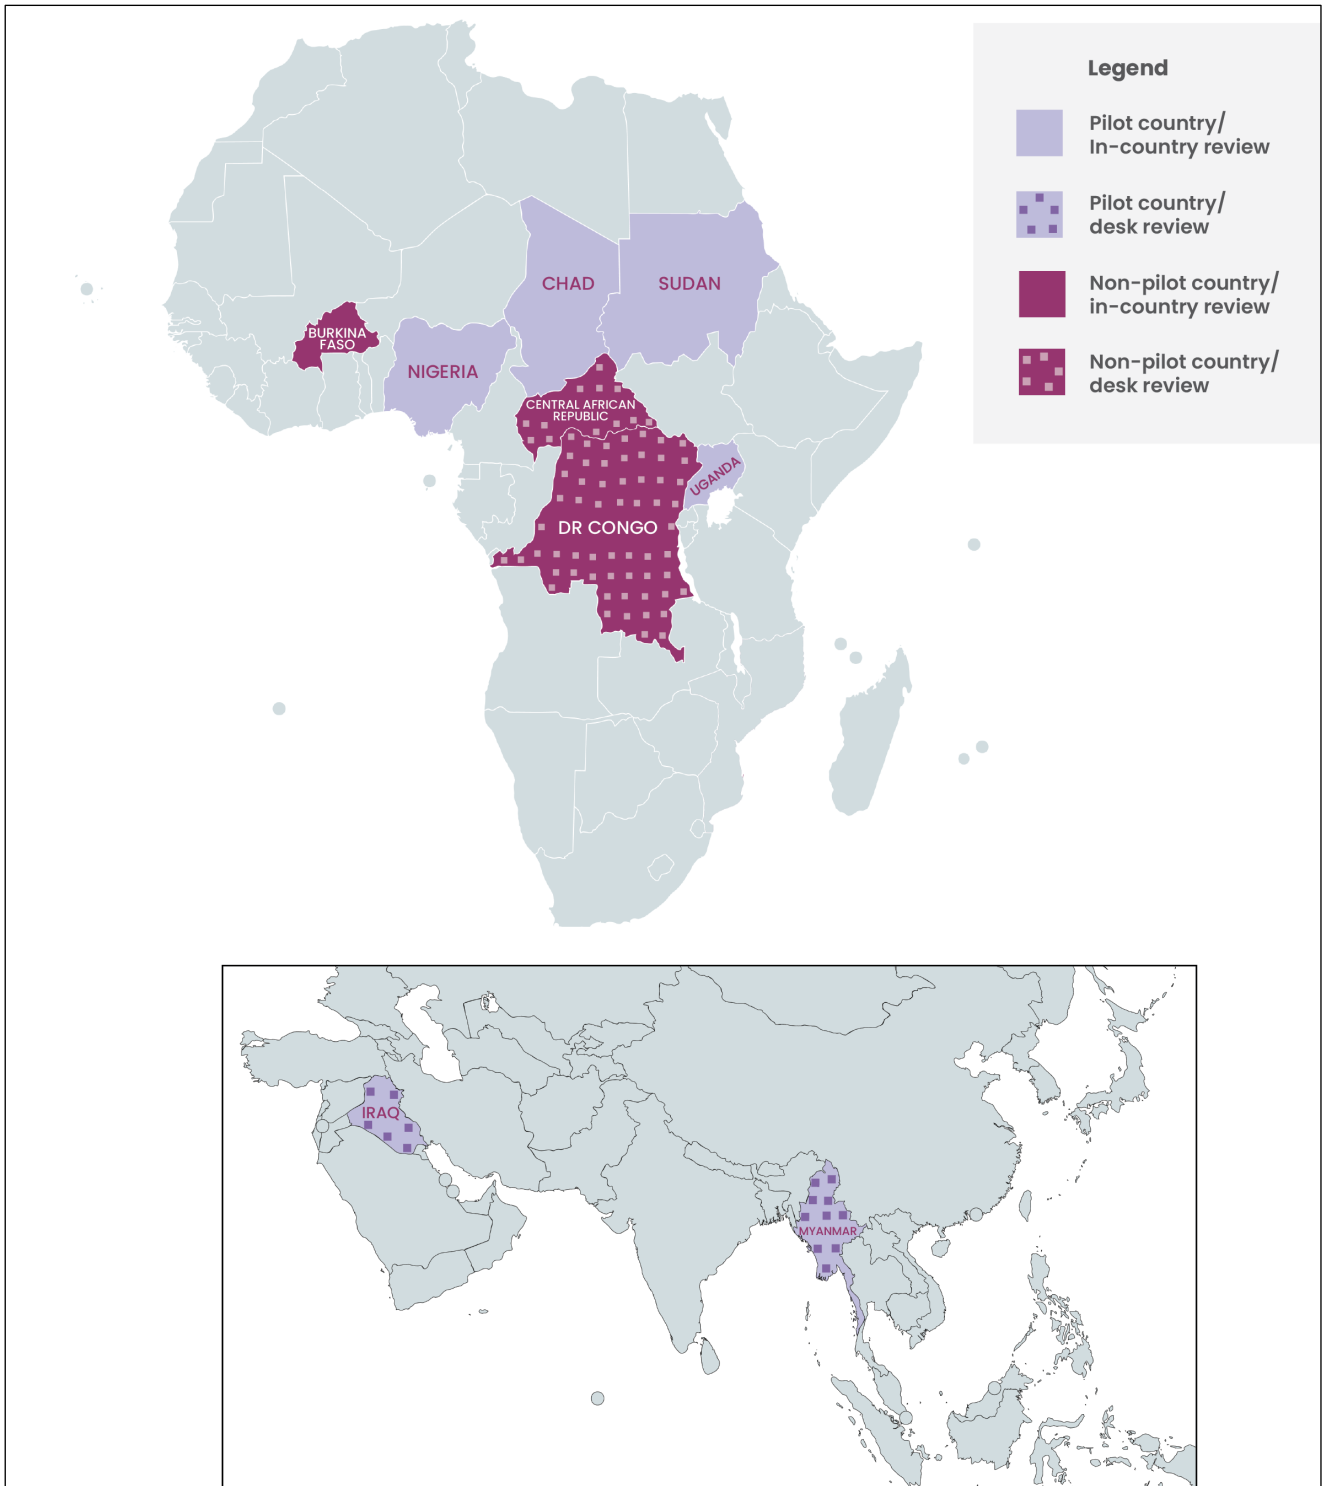 Legend
Pilot country/
In-country review
Pilot country/
desk review
Non-pilot country/
in-country review
Non-pilot country/
desk review
CHAD
SUDAN
BURKINA
FASO
NIGERIA
CENTRAL AFRICAN
REPUBLIC
UGANDA
DR CONGO
IRAQ
MYANMAR